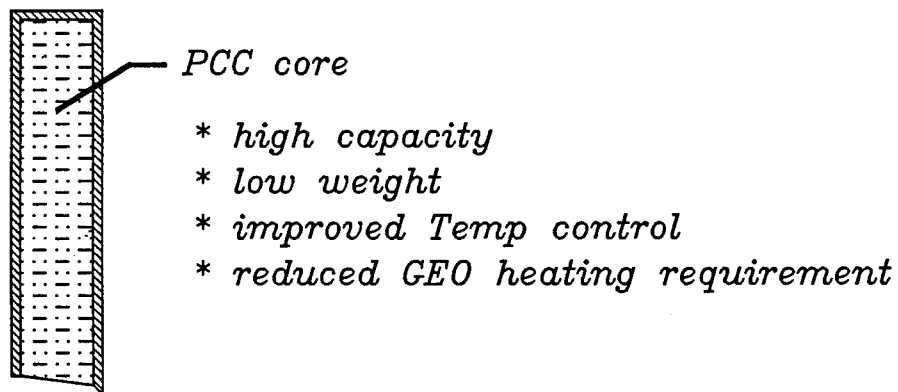 PCC core
* high capacity
* low weight
* improved Temp control
* reduced GEO heating requirement